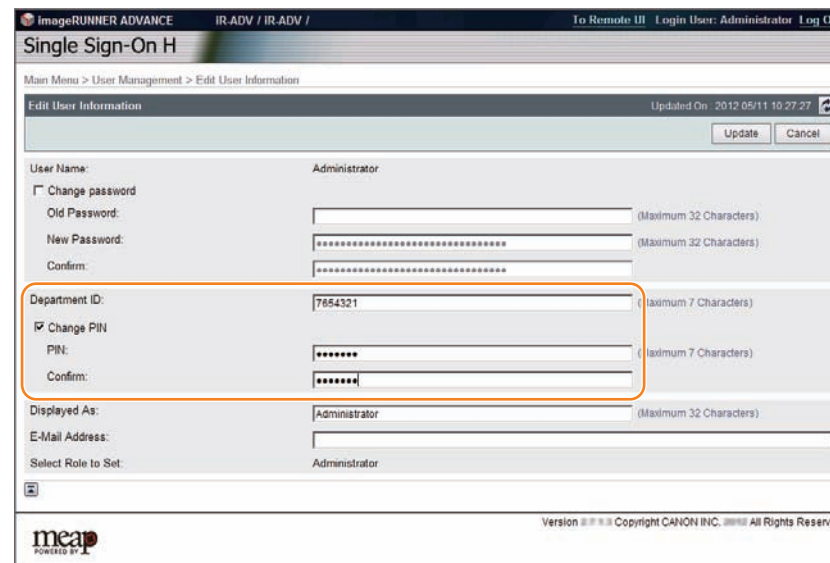 imageRUNNER ADVANCE IR-ADV / IR-ADV / To Remote UI Login User: Administrator Log O
Single Sign-On H
Main Menu > User Management > Edit User Information
Edit User Information Updated On : 2012 05/11 10:27:27
Update Cancel
User Name: Administrator
Change password
Old Password: (Maximum 32 Characters)
New Password: •••••••••••••••••••••••••••••••• (Maximum 32 Characters)
Confirm: ••••••••••••••••••••••••••••••••
Department ID: 7654321 (Maximum 7 Characters)
Change PIN
PIN: ••••••• (Maximum 7 Characters)
Confirm: •••••••
Displayed As: Administrator (Maximum 32 Characters)
E-Mail Address:
Select Role to Set: Administrator
Version Copyright CANON INC. All Rights Reserv
meap
POWERED BY